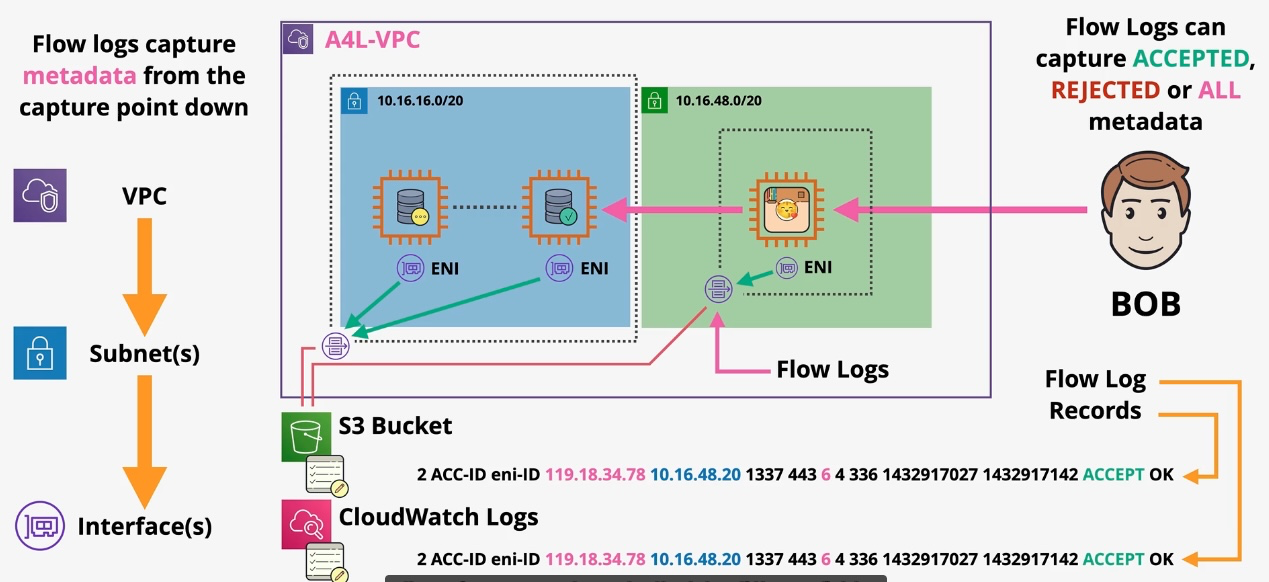 Flow logs capture
metadata from the
capture point down
VPC
Subnet(s)
Interface(s)
A4L-VPC
10.16.16.0/20
10.16.48.0/20
ENI
ENI
ENI
Flow Logs
Flow Logs can
capture ACCEPTED,
REJECTED or ALL
metadata
BOB
Flow Log
Records
S3 Bucket
2 ACC-ID eni-ID 119.18.34.78 10.16.48.20 1337 443 6 4 336 1432917027 1432917142 ACCEPT OK
CloudWatch Logs
2 ACC-ID eni-ID 119.18.34.78 10.16.48.20 1337 443 6 4 336 1432917027 1432917142 ACCEPT OK